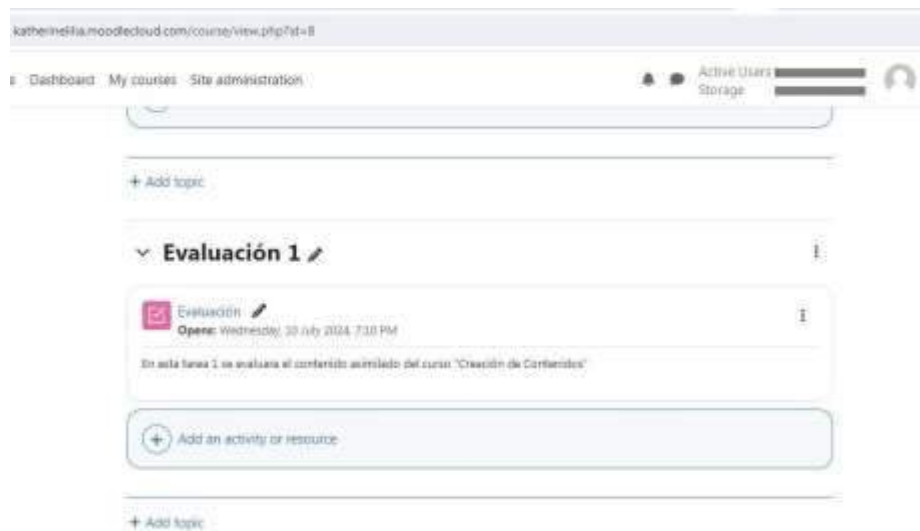 katherinelilia.moodlecloud.com/course/view.php?id=8
Dashboard My courses Site administration
Active Users
Storage
+ Add topic
Evaluación 1
Evaluación
Opens: Wednesday, 10 July 2024, 7:10 PM
En esta tarea 1 se evaluara el contenido asimilado del curso "Creación de Contenidos"
Add an activity or resource
+ Add topic